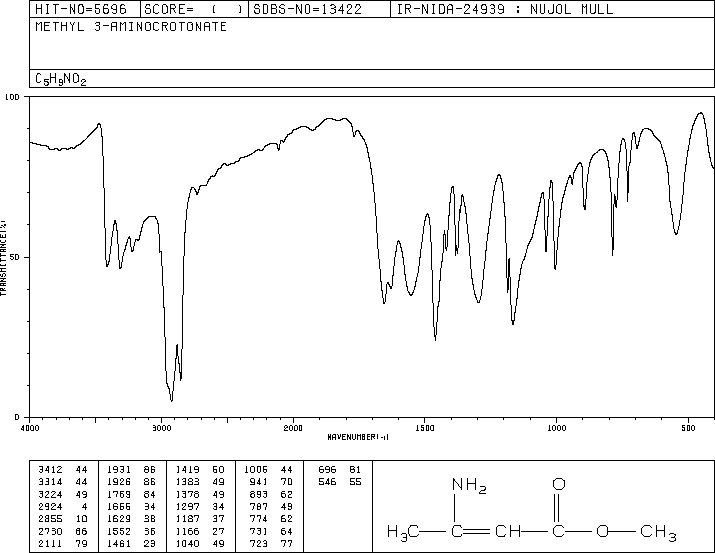 HIT-NO=5696 SCORE= ( ) SDBS-NO=13422 IR-NIDA-24939 : NUJOL MULL
METHYL 3-AMINOCROTONATE
C5H9NO2
100
50
0
TRANSMITTANCE(%)
4000 3000 2000 1500 1000 500
WAVENUMBER(-1)
3412 44 1931 86 1419 50 1006 44 696 81
3314 44 1926 86 1383 49 941 70 546 55
3224 49 1769 84 1378 49 893 62
2924 4 1656 34 1297 34 787 49
2855 10 1629 38 1187 37 774 62
2730 66 1552 36 1166 27 731 64
2111 79 1461 23 1040 49 723 77
NH2 O
H3C C CH C O CH3